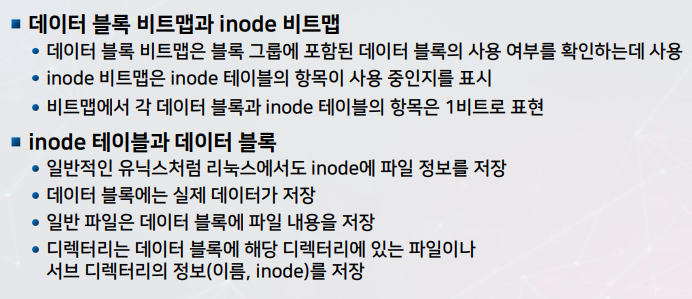 데이터 블록 비트맵과 inode 비트맵
데이터 블록 비트맵은 블록 그룹에 포함된 데이터 블록의 사용 여부를 확인하는데 사용
inode 비트맵은 inode 테이블의 항목이 사용 중인지를 표시
비트맵에서 각 데이터 블록과 inode 테이블의 항목은 1비트로 표현
inode 테이블과 데이터 블록
일반적인 유닉스처럼 리눅스에서도 inode에 파일 정보를 저장
데이터 블록에는 실제 데이터가 저장
일반 파일은 데이터 블록에 파일 내용을 저장
디렉터리는 데이터 블록에 해당 디렉터리에 있는 파일이나
서브 디렉터리의 정보(이름, inode)를 저장